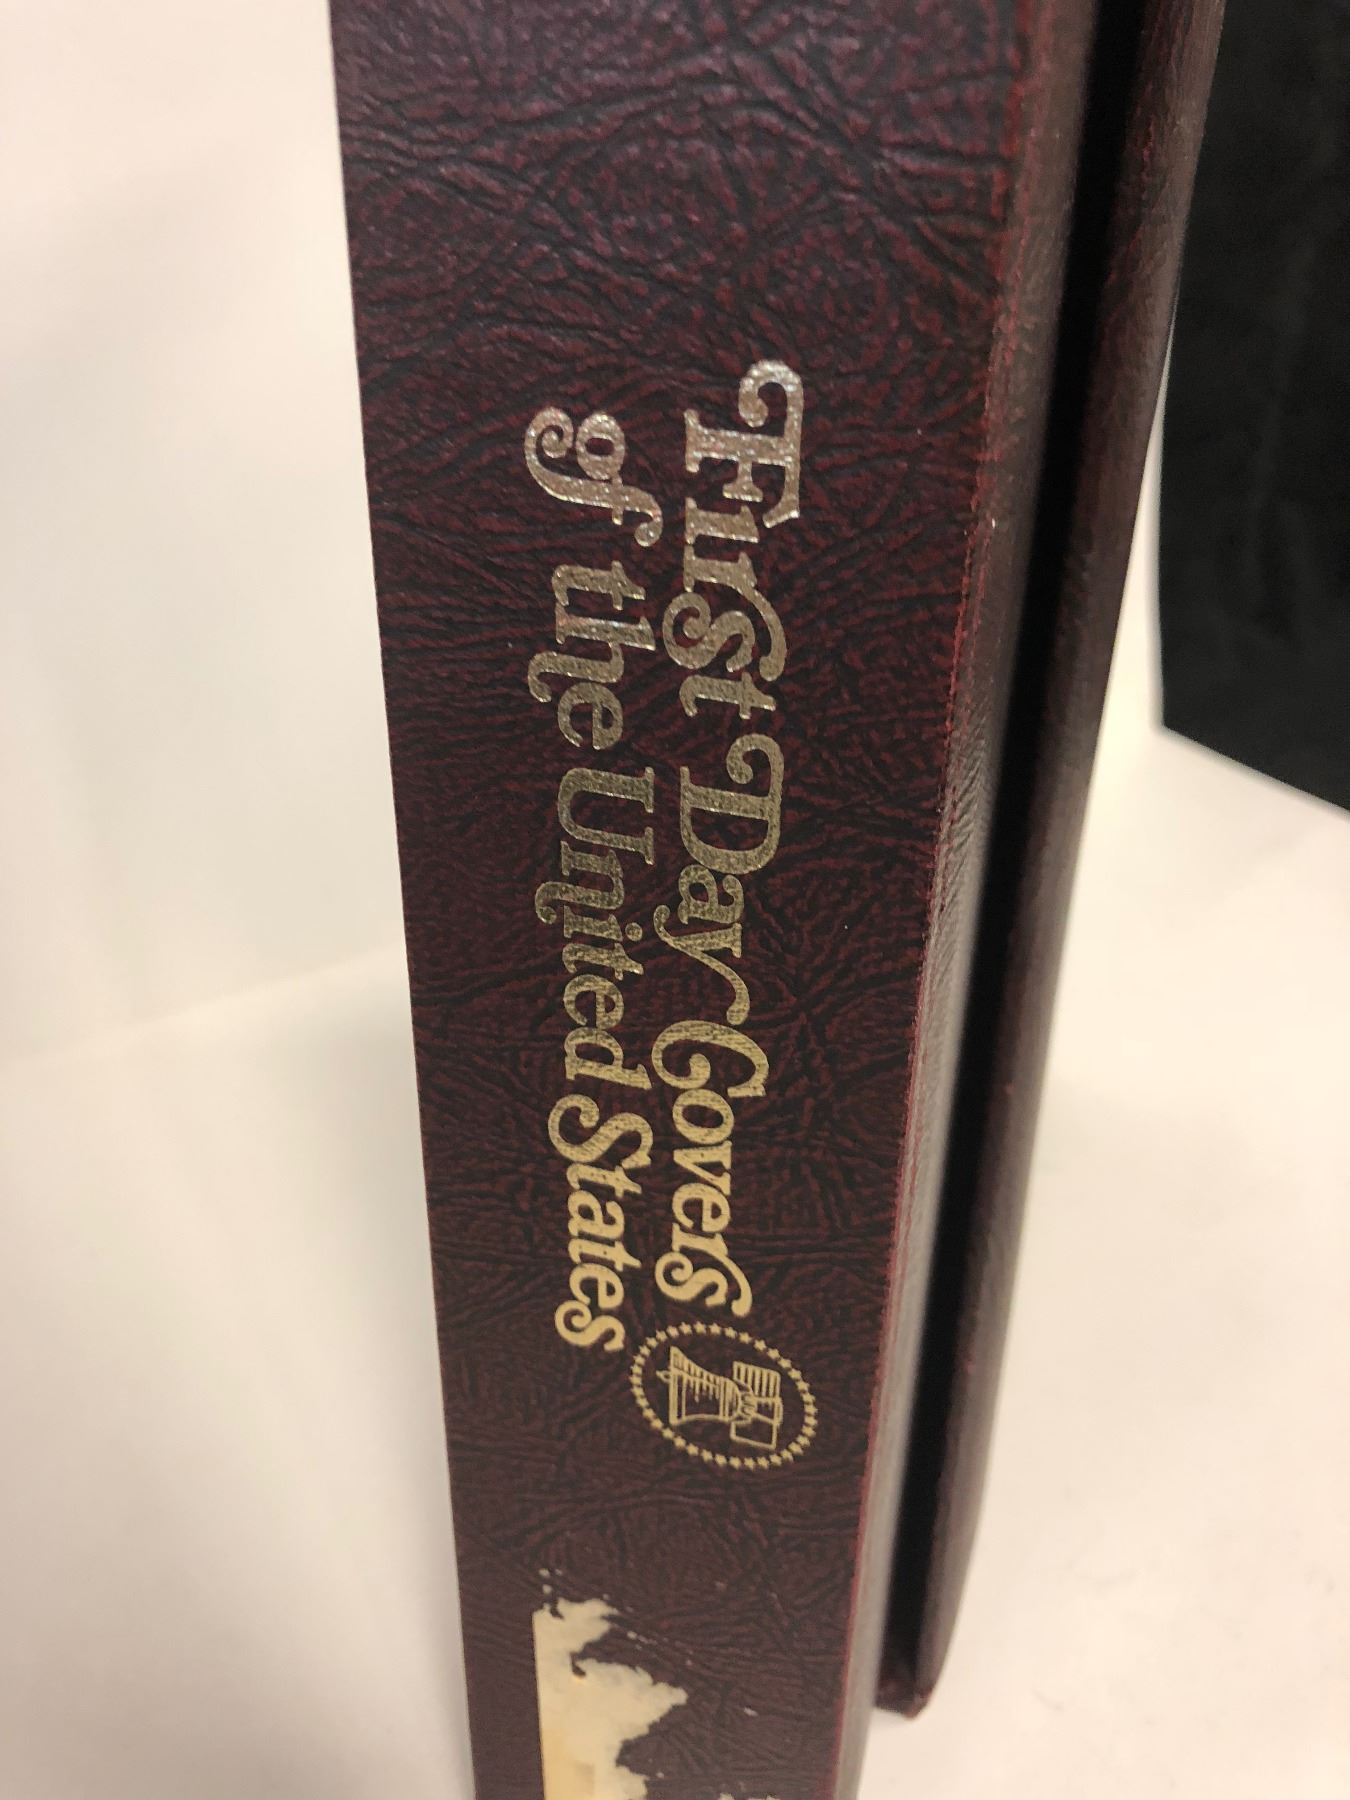 First Day Covers
of the United States